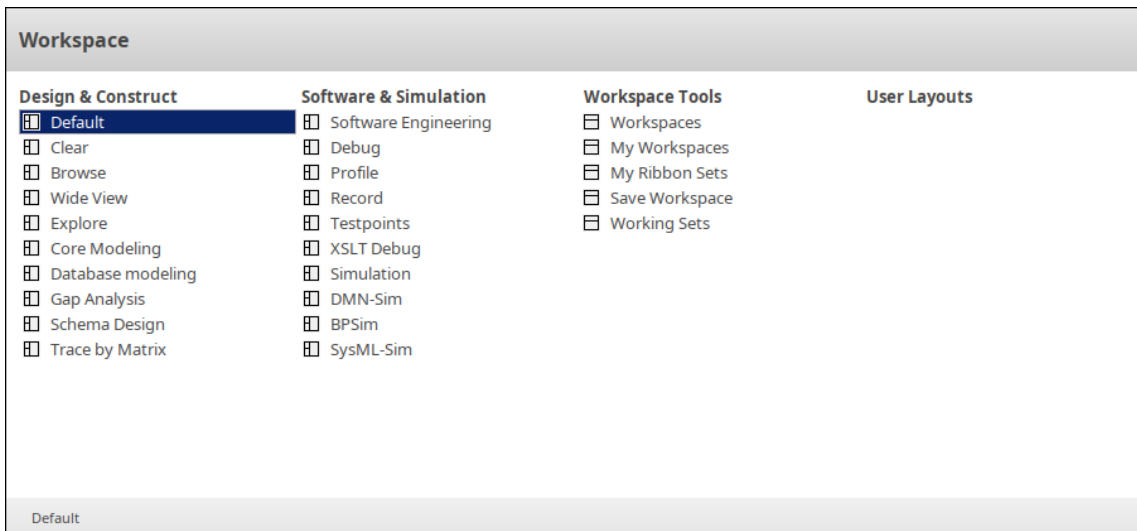 Workspace
Design & Construct
Default
Clear
Browse
Wide View
Explore
Core Modeling
Database modeling
Gap Analysis
Schema Design
Trace by Matrix
Software & Simulation
Software Engineering
Debug
Profile
Record
Testpoints
XSLT Debug
Simulation
DMN-Sim
BPSim
SysML-Sim
Workspace Tools
Workspaces
My Workspaces
My Ribbon Sets
Save Workspace
Working Sets
User Layouts
Default